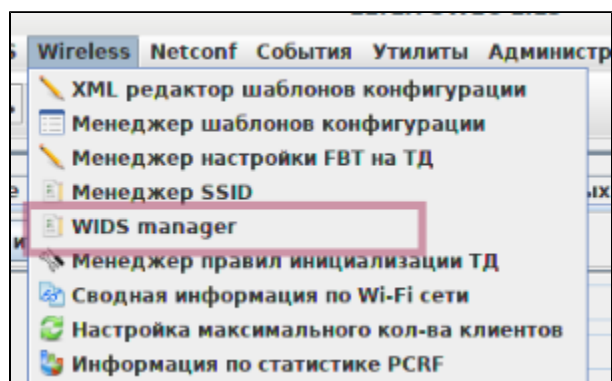 Wireless Netconf События Утилиты Администр
XML редактор шаблонов конфигурации
Менеджер шаблонов конфигурации
Менеджер настройки FBT на ТД
Менеджер SSID
WIDS manager
Менеджер правил инициализации ТД
Сводная информация по Wi-Fi сети
Настройка максимального кол-ва клиентов
Информация по статистике PCRF